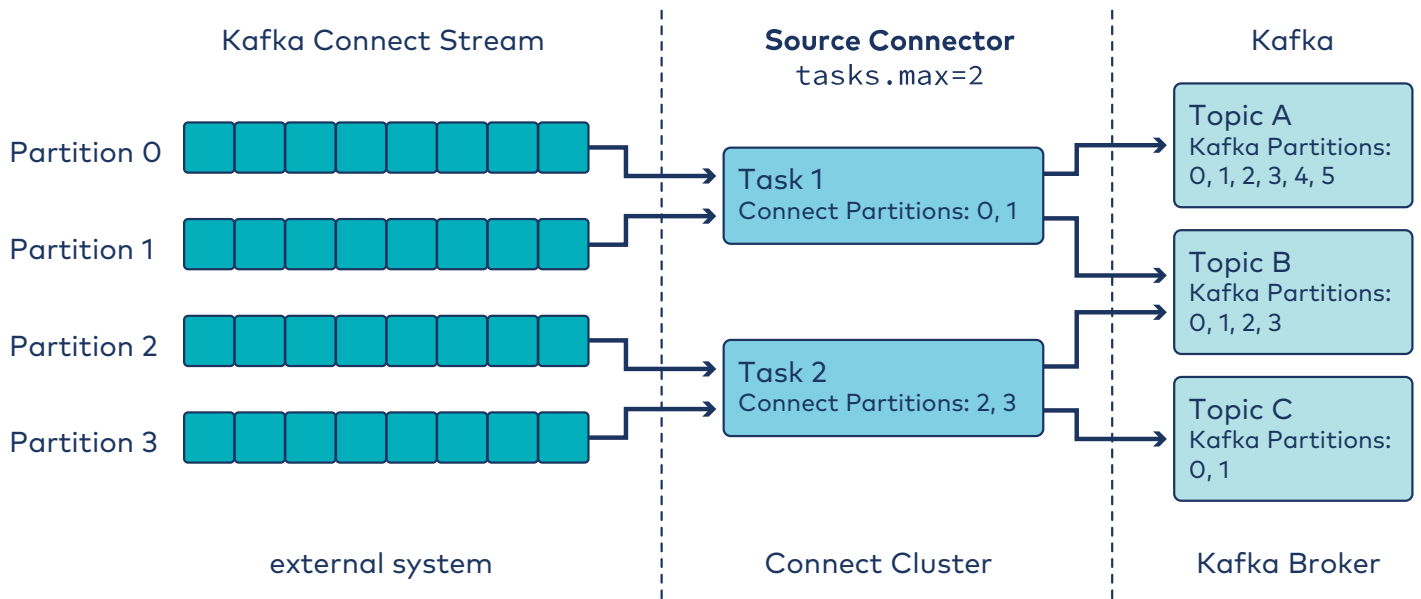 Kafka Connect Stream
Source Connector
tasks.max=2
Kafka
Partition 0
Partition 1
Partition 2
Partition 3
Task 1
Connect Partitions: 0, 1
Task 2
Connect Partitions: 2, 3
Topic A
Kafka Partitions:
0, 1, 2, 3, 4, 5
Topic B
Kafka Partitions:
0, 1, 2, 3
Topic C
Kafka Partitions:
0, 1
external system
Connect Cluster
Kafka Broker